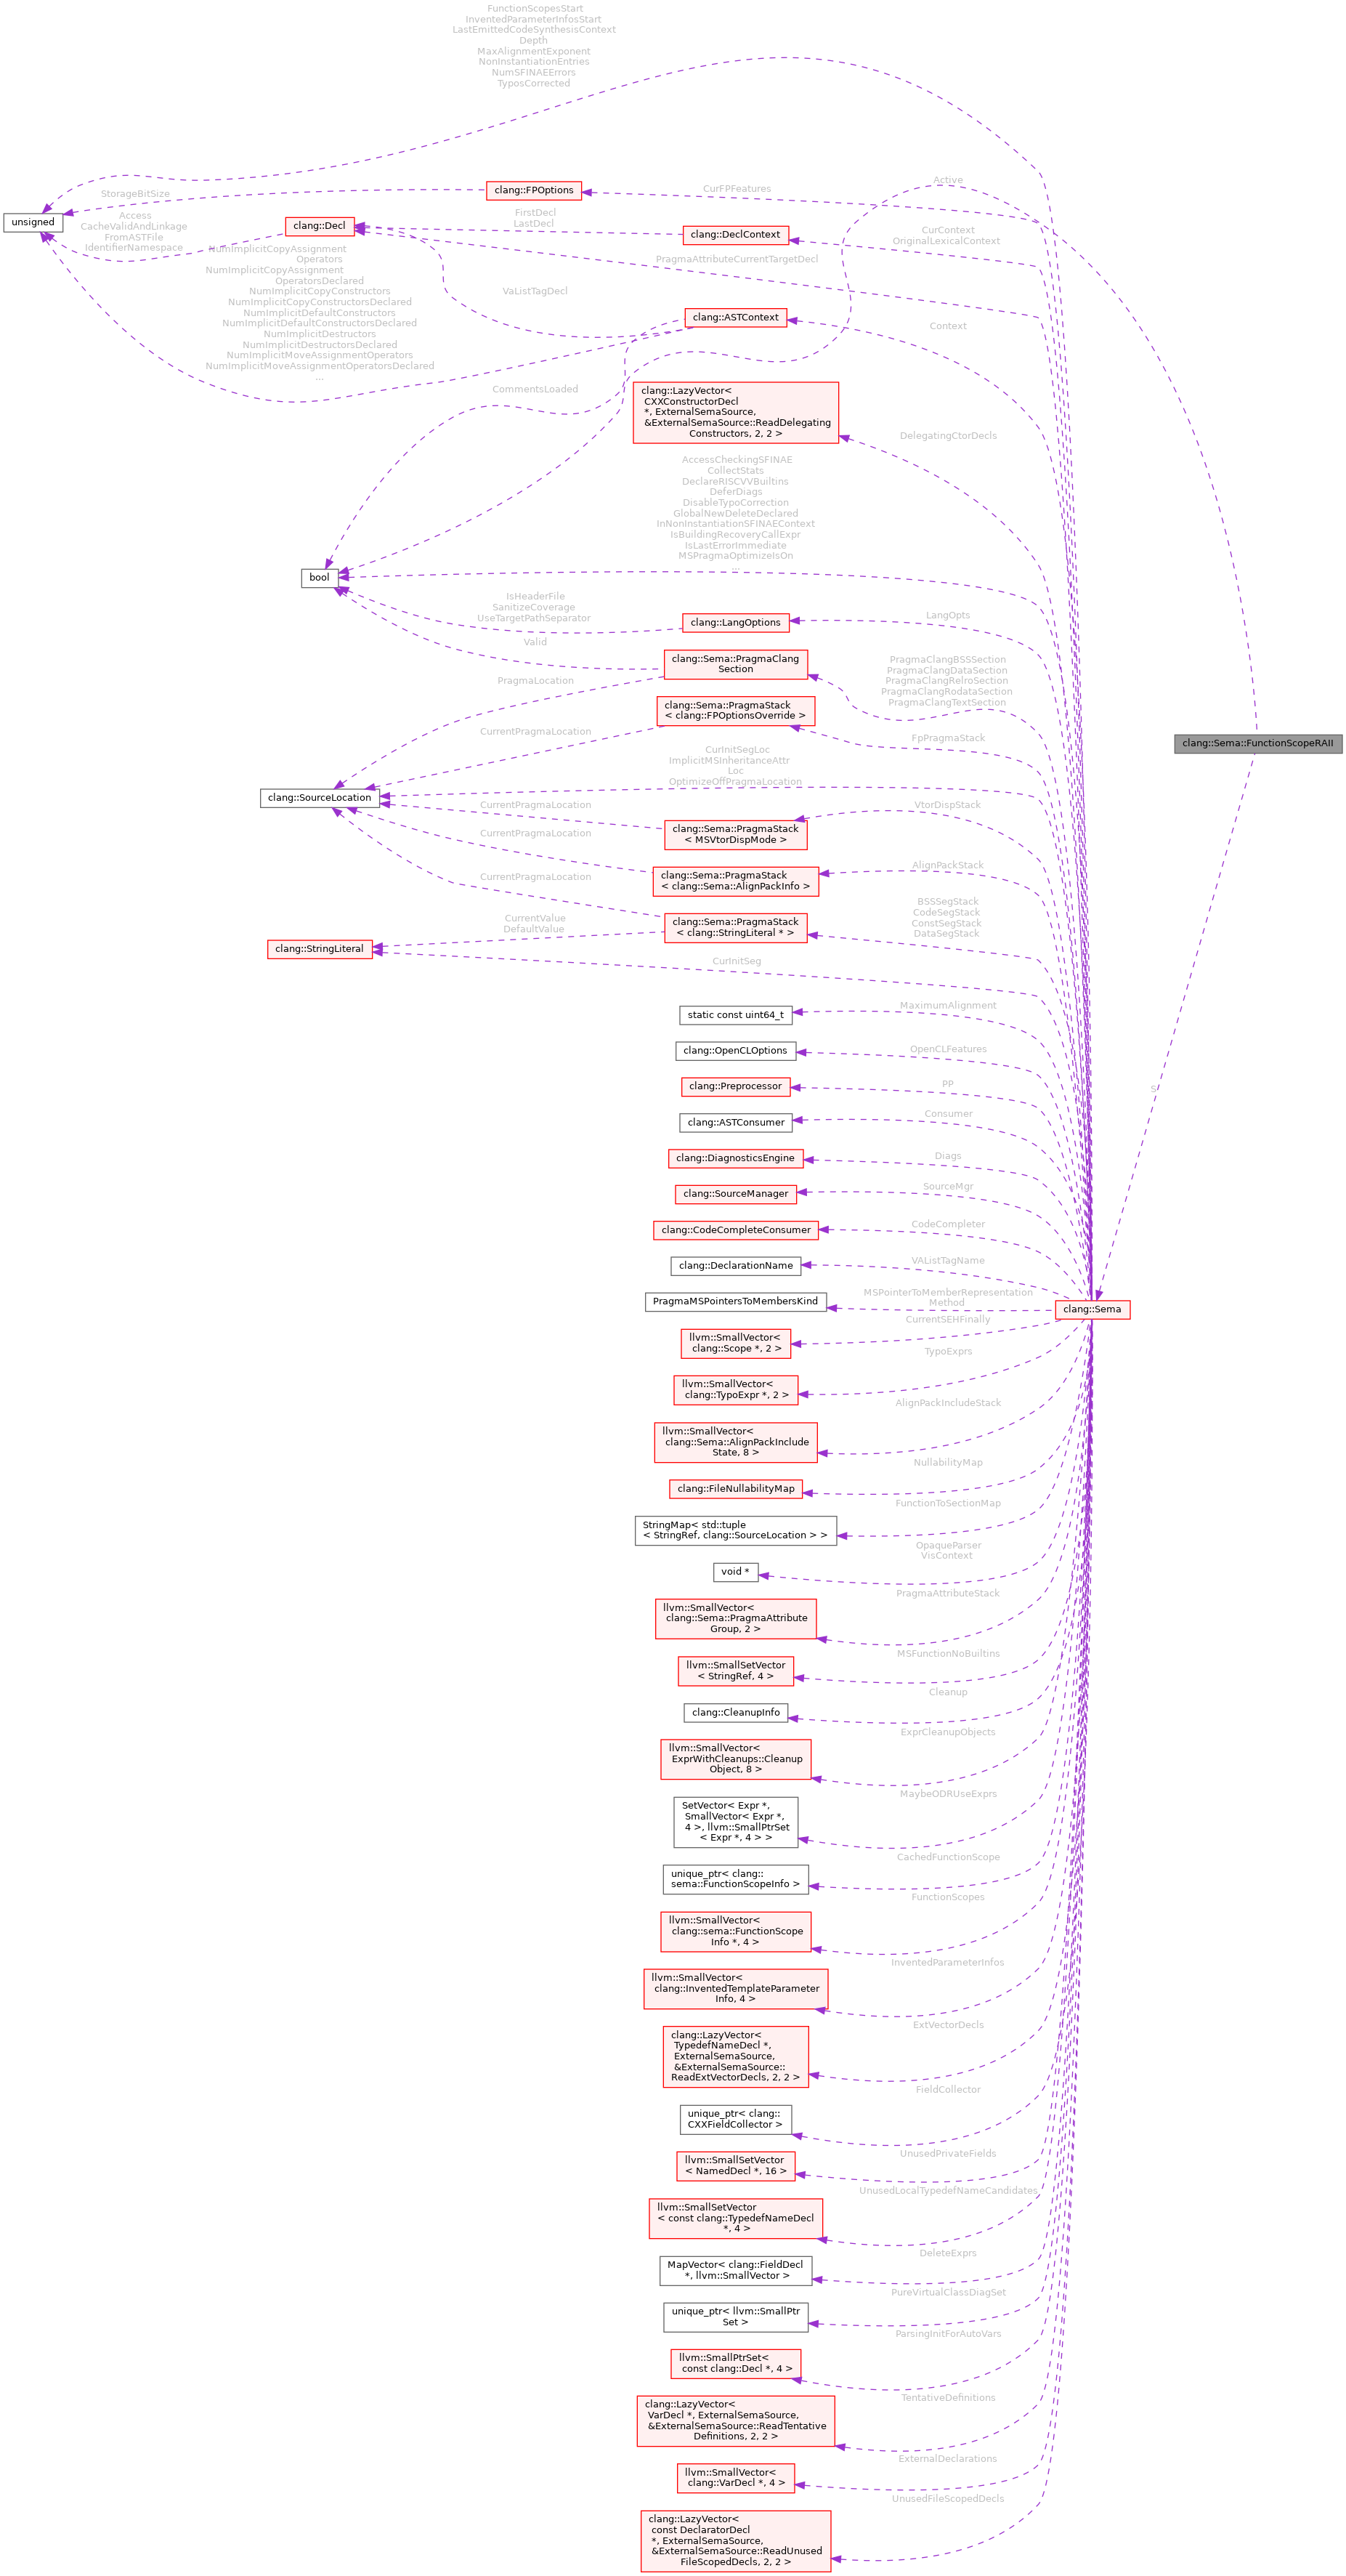 FunctionScopesStart
InventedParameterInfosStart
LastEmittedCodeSynthesisContext
Depth
MaxAlignmentExponent
NonInstantiationEntries
NumSFINAEErrors
TyposCorrected
Active
StorageBitSize
clang::FPOptions
CurFPFeatures
unsigned
Access
CacheValidAndLinkage
FromASTFile
IdentifierNamespace
clang::Decl
FirstDecl
LastDecl
clang::DeclContext
CurContext
OriginalLexicalContext
NumImplicitCopyAssignment
Operators
NumImplicitCopyAssignment
OperatorsDeclared
NumImplicitCopyConstructors
NumImplicitCopyConstructorsDeclared
NumImplicitDefaultConstructors
NumImplicitDefaultConstructorsDeclared
NumImplicitDestructors
NumImplicitDestructorsDeclared
NumImplicitMoveAssignmentOperators
NumImplicitMoveAssignmentOperatorsDeclared
...
PragmaAttributeCurrentTargetDecl
VaListTagDecl
clang::ASTContext
Context
CommentsLoaded
clang::LazyVector<
CXXConstructorDecl
*, ExternalSemaSource,
&ExternalSemaSource::ReadDelegating
Constructors, 2, 2 >
DelegatingCtorDecls
AccessCheckingSFINAE
CollectStats
DeclareRISCVVBuiltins
DeferDiags
DisableTypoCorrection
GlobalNewDeleteDeclared
InNonInstantiationSFINAEContext
IsBuildingRecoveryCallExpr
IsLastErrorImmediate
MSPragmaOptimizeIsOn
...
bool
IsHeaderFile
SanitizeCoverage
UseTargetPathSeparator
clang::LangOptions
LangOpts
Valid
clang::Sema::PragmaClang
Section
PragmaClangBSSSection
PragmaClangDataSection
PragmaClangRelroSection
PragmaClangRodataSection
PragmaClangTextSection
PragmaLocation
clang::Sema::PragmaStack
< clang::FPOptionsOverride >
FpPragmaStack
CurrentPragmaLocation
clang::Sema::FunctionScopeRAII
CurInitSegLoc
ImplicitMSInheritanceAttr
Loc
OptimizeOffPragmaLocation
clang::SourceLocation
CurrentPragmaLocation
VtorDispStack
clang::Sema::PragmaStack
< MSVtorDispMode >
CurrentPragmaLocation
AlignPackStack
clang::Sema::PragmaStack
< clang::Sema::AlignPackInfo >
CurrentPragmaLocation
BSSSegStack
CodeSegStack
ConstSegStack
DataSegStack
clang::Sema::PragmaStack
< clang::StringLiteral * >
CurrentValue
DefaultValue
clang::StringLiteral
CurInitSeg
static const uint64_t
MaximumAlignment
clang::OpenCLOptions
OpenCLFeatures
clang::Preprocessor
PP
S
clang::ASTConsumer
Consumer
clang::DiagnosticsEngine
Diags
clang::SourceManager
SourceMgr
clang::CodeCompleteConsumer
CodeCompleter
clang::DeclarationName
VAListTagName
PragmaMSPointersToMembersKind
MSPointerToMemberRepresentation
Method
clang::Sema
llvm::SmallVector<
clang::Scope *, 2 >
CurrentSEHFinally
llvm::SmallVector<
clang::TypoExpr *, 2 >
TypoExprs
llvm::SmallVector<
clang::Sema::AlignPackInclude
State, 8 >
AlignPackIncludeStack
clang::FileNullabilityMap
NullabilityMap
StringMap< std::tuple
< StringRef, clang::SourceLocation > >
FunctionToSectionMap
void *
OpaqueParser
VisContext
llvm::SmallVector<
clang::Sema::PragmaAttribute
Group, 2 >
PragmaAttributeStack
llvm::SmallSetVector
< StringRef, 4 >
MSFunctionNoBuiltins
clang::CleanupInfo
Cleanup
llvm::SmallVector<
ExprWithCleanups::Cleanup
Object, 8 >
ExprCleanupObjects
SetVector< Expr *,
SmallVector< Expr *,
4 >, llvm::SmallPtrSet
< Expr *, 4 > >
MaybeODRUseExprs
unique_ptr< clang::
sema::FunctionScopeInfo >
CachedFunctionScope
llvm::SmallVector<
clang::sema::FunctionScope
Info *, 4 >
FunctionScopes
llvm::SmallVector<
clang::InventedTemplateParameter
Info, 4 >
InventedParameterInfos
clang::LazyVector<
TypedefNameDecl *,
ExternalSemaSource,
&ExternalSemaSource::
ReadExtVectorDecls, 2, 2 >
ExtVectorDecls
unique_ptr< clang::
CXXFieldCollector >
FieldCollector
llvm::SmallSetVector
< NamedDecl *, 16 >
UnusedPrivateFields
llvm::SmallSetVector
< const clang::TypedefNameDecl
*, 4 >
UnusedLocalTypedefNameCandidates
MapVector< clang::FieldDecl
*, llvm::SmallVector >
DeleteExprs
unique_ptr< llvm::SmallPtr
Set >
PureVirtualClassDiagSet
llvm::SmallPtrSet<
const clang::Decl *, 4 >
ParsingInitForAutoVars
clang::LazyVector<
VarDecl *, ExternalSemaSource,
&ExternalSemaSource::ReadTentative
Definitions, 2, 2 >
TentativeDefinitions
llvm::SmallVector<
clang::VarDecl *, 4 >
ExternalDeclarations
clang::LazyVector<
const DeclaratorDecl
*, ExternalSemaSource,
&ExternalSemaSource::ReadUnused
FileScopedDecls, 2, 2 >
UnusedFileScopedDecls